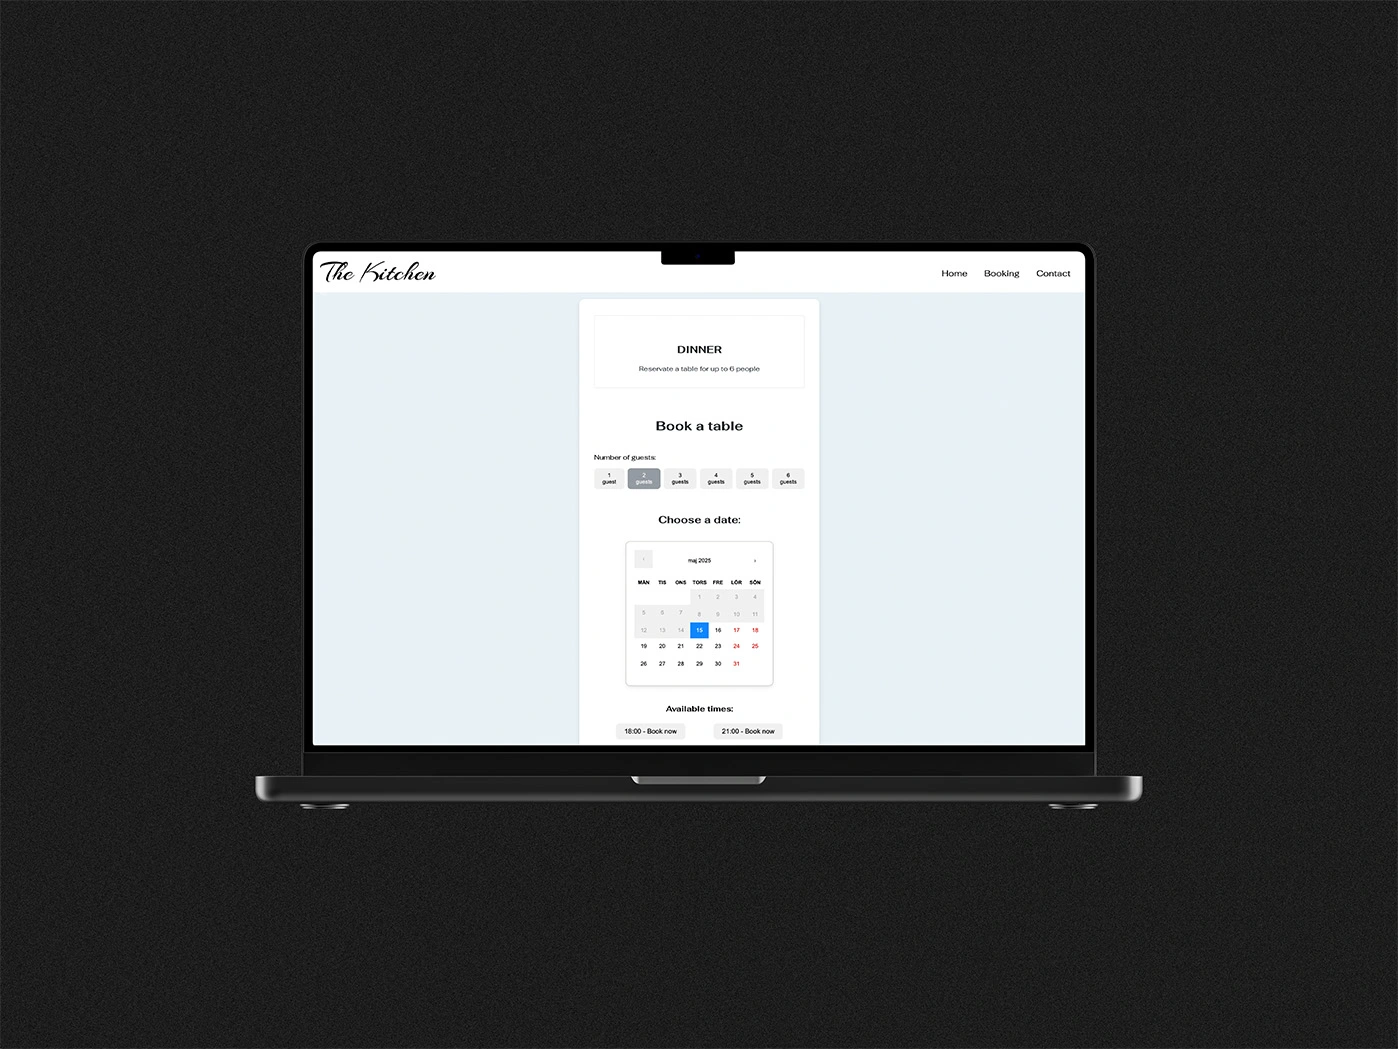 The Kitchen
Home Booking Contact
DINNER
Reservate a table for up to 6 people
Book a table
Number of guests:
1 guest 2 guests 3 guests 4 guests 5 guests 6 guests
Choose a date:
‹ maj 2025 ›
MÅN TIS ONS TORS FRE LÖR SÖN
1 2 3 4
5 6 7 8 9 10 11
12 13 14 15 16 17 18
19 20 21 22 23 24 25
26 27 28 29 30 31
Available times:
18:00 - Book now 21:00 - Book now